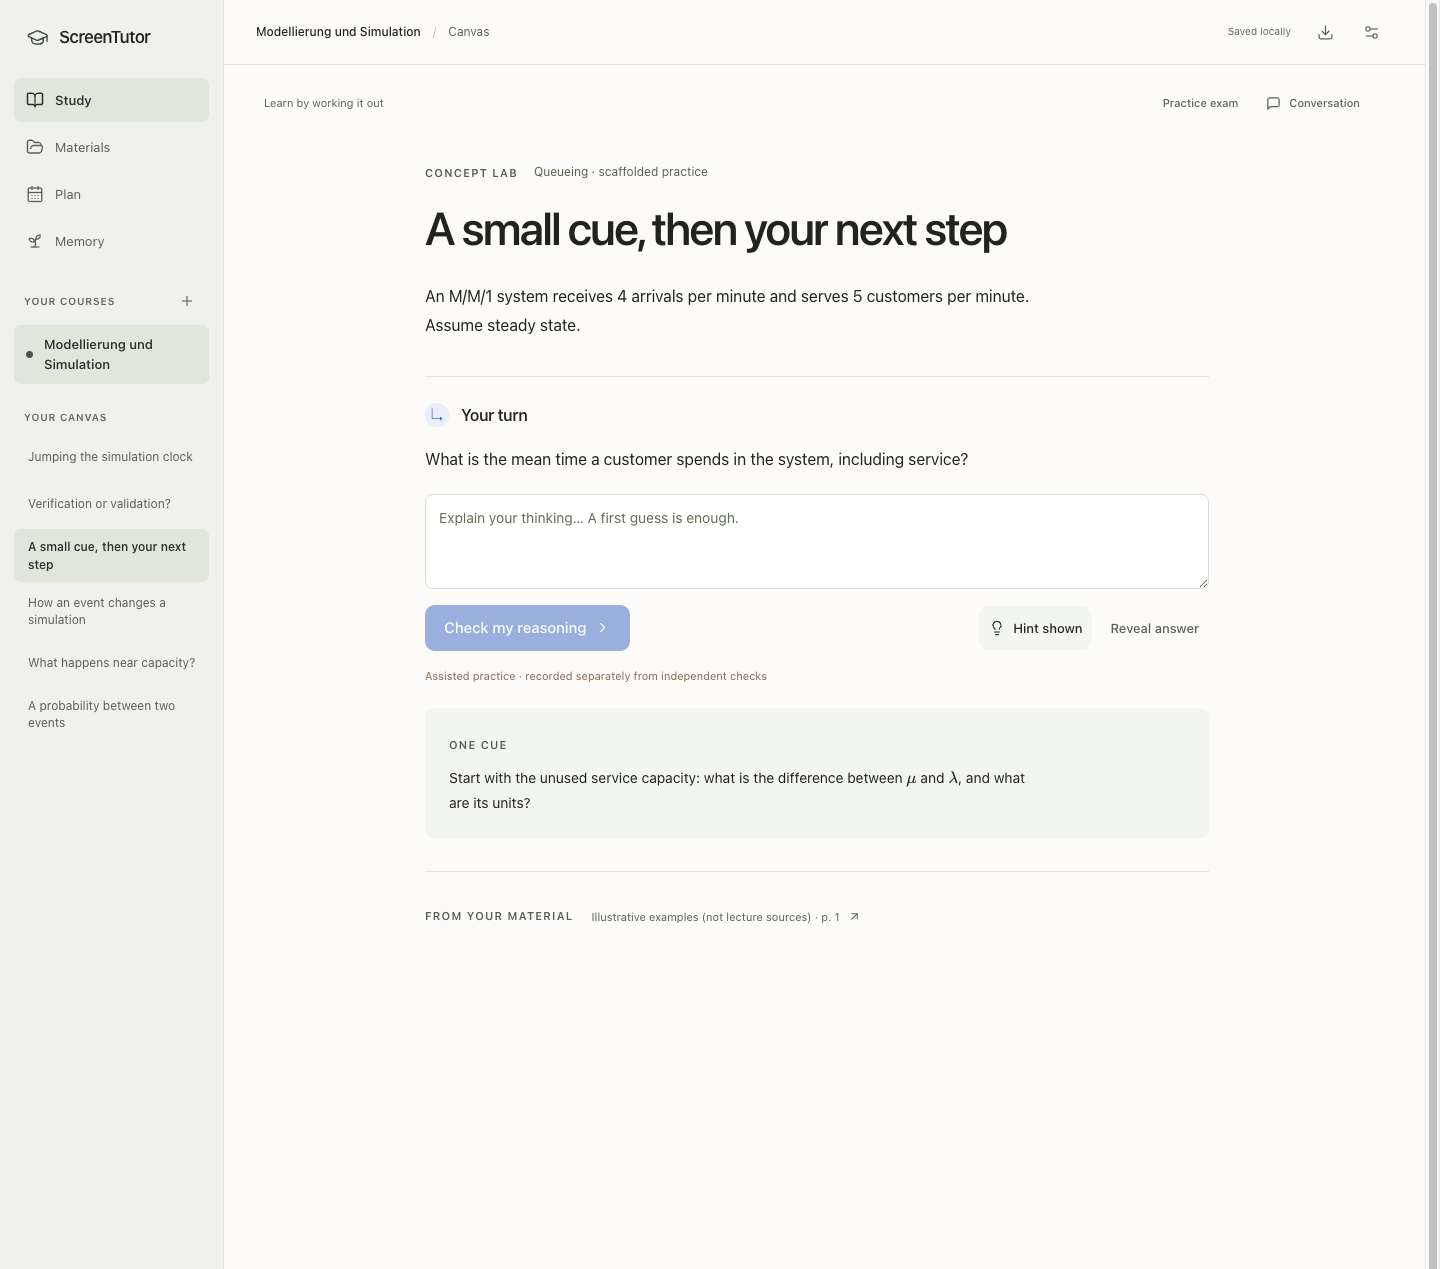 ScreenTutor
Study
Materials
Plan
Memory
YOUR COURSES
Modellierung und
Simulation
YOUR CANVAS
Jumping the simulation clock
Verification or validation?
A small cue, then your next
step
How an event changes a
simulation
What happens near capacity?
A probability between two
events
Modellierung und Simulation / Canvas
Saved locally
Learn by working it out
Practice exam
Conversation
CONCEPT LAB Queueing · scaffolded practice
A small cue, then your next step
An M/M/1 system receives 4 arrivals per minute and serves 5 customers per minute.
Assume steady state.
Your turn
What is the mean time a customer spends in the system, including service?
Explain your thinking... A first guess is enough.
Check my reasoning
Hint shown
Reveal answer
Assisted practice · recorded separately from independent checks
ONE CUE
Start with the unused service capacity: what is the difference between μ and λ, and what
are its units?
FROM YOUR MATERIAL Illustrative examples (not lecture sources) · p. 1